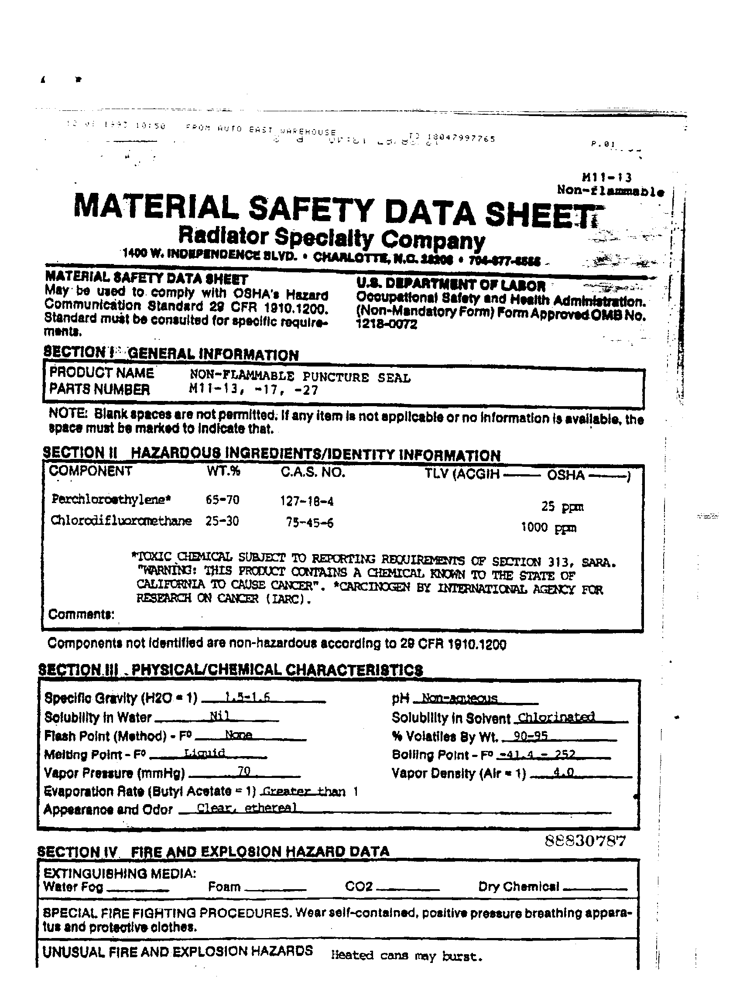 1997 10:50 FROM AUTO EAST WAREHOUSE TO 18047997765 P.01
M11-13
Non-flammable
MATERIAL SAFETY DATA SHEET
Radiator Specialty Company
1400 W. INDEPENDENCE BLVD. • CHARLOTTE, N.C. 28208 • 704-877-6555
MATERIAL SAFETY DATA SHEET
May be used to comply with OSHA's Hazard
Communication Standard 29 CFR 1910.1200.
Standard must be consulted for specific require-
ments.
U.S. DEPARTMENT OF LABOR
Occupational Safety and Health Administration.
(Non-Mandatory Form) Form Approved OMB No.
1218-0072
SECTION I GENERAL INFORMATION
PRODUCT NAME NON-FLAMMABLE PUNCTURE SEAL
PARTS NUMBER M11-13, -17, -27
NOTE: Blank spaces are not permitted. If any item is not applicable or no information is available, the
space must be marked to indicate that.
SECTION II HAZARDOUS INGREDIENTS/IDENTITY INFORMATION
COMPONENT WT.% C.A.S. NO. TLV (ACGIH ——— OSHA ———)
Perchloroethylene* 65-70 127-18-4 25 ppm
Chlorodifluoromethane 25-30 75-45-6 1000 ppm
*TOXIC CHEMICAL SUBJECT TO REPORTING REQUIREMENTS OF SECTION 313, SARA.
"WARNING: THIS PRODUCT CONTAINS A CHEMICAL KNOWN TO THE STATE OF
CALIFORNIA TO CAUSE CANCER". *CARCINOGEN BY INTERNATIONAL AGENCY FOR
RESEARCH ON CANCER (IARC).
Comments:
Components not identified are non-hazardous according to 29 CFR 1910.1200
SECTION III PHYSICAL/CHEMICAL CHARACTERISTICS
Specific Gravity (H2O = 1) 1.5-1.6 pH Non-aqueous
Solubility in Water Nil Solubility in Solvent Chlorinated
Flash Point (Method) - Fº None % Volatiles By Wt. 90-95
Melting Point - Fº Liquid Boiling Point - Fº -41.4 - 252
Vapor Pressure (mmHg) 70 Vapor Density (Air = 1) 4.0
Evaporation Rate (Butyl Acetate = 1) Greater than 1
Appearance and Odor Clear, ethereal
88830787
SECTION IV FIRE AND EXPLOSION HAZARD DATA
EXTINGUISHING MEDIA:
Water Fog ______ Foam ______ CO2 ______ Dry Chemical ______
SPECIAL FIRE FIGHTING PROCEDURES. Wear self-contained, positive pressure breathing appara-
tus and protective clothes.
UNUSUAL FIRE AND EXPLOSION HAZARDS Heated cans may burst.